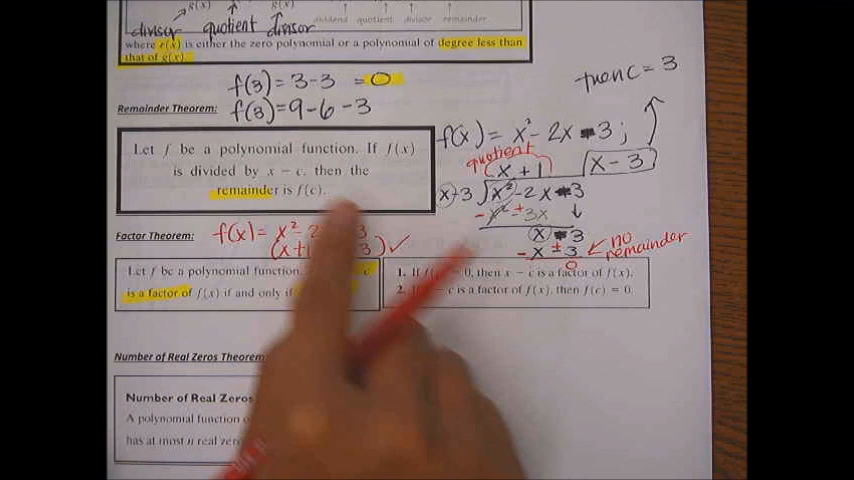 g(x) g(x)
divisor quotient divisor
dividend quotient divisor remainder
where r(x) is either the zero polynomial or a polynomial of degree less than
that of g(x).
f(3) = 3-3 = 0
then c = 3
Remainder Theorem: f(3) = 9-6-3
f(x) = x² - 2x - 3 ; x - 3
Let f be a polynomial function. If f(x)
is divided by x − c, then the
remainder is f(c).
quotient
x + 1
x-3 x² - 2x - 3
- x² ± 3x
x - 3
- x ± 3
0
no
remainder
Factor Theorem: f(x) = x² - 2 3
(x+1 3) ✓
Let f be a polynomial function. c
is a factor of f(x) if and only if
1. If f = 0, then x − c is a factor of f(x).
2. If c is a factor of f(x), then f(c) = 0.
Number of Real Zeros Theorem
Number of Real Zeros
A polynomial function o
has at most n real zero